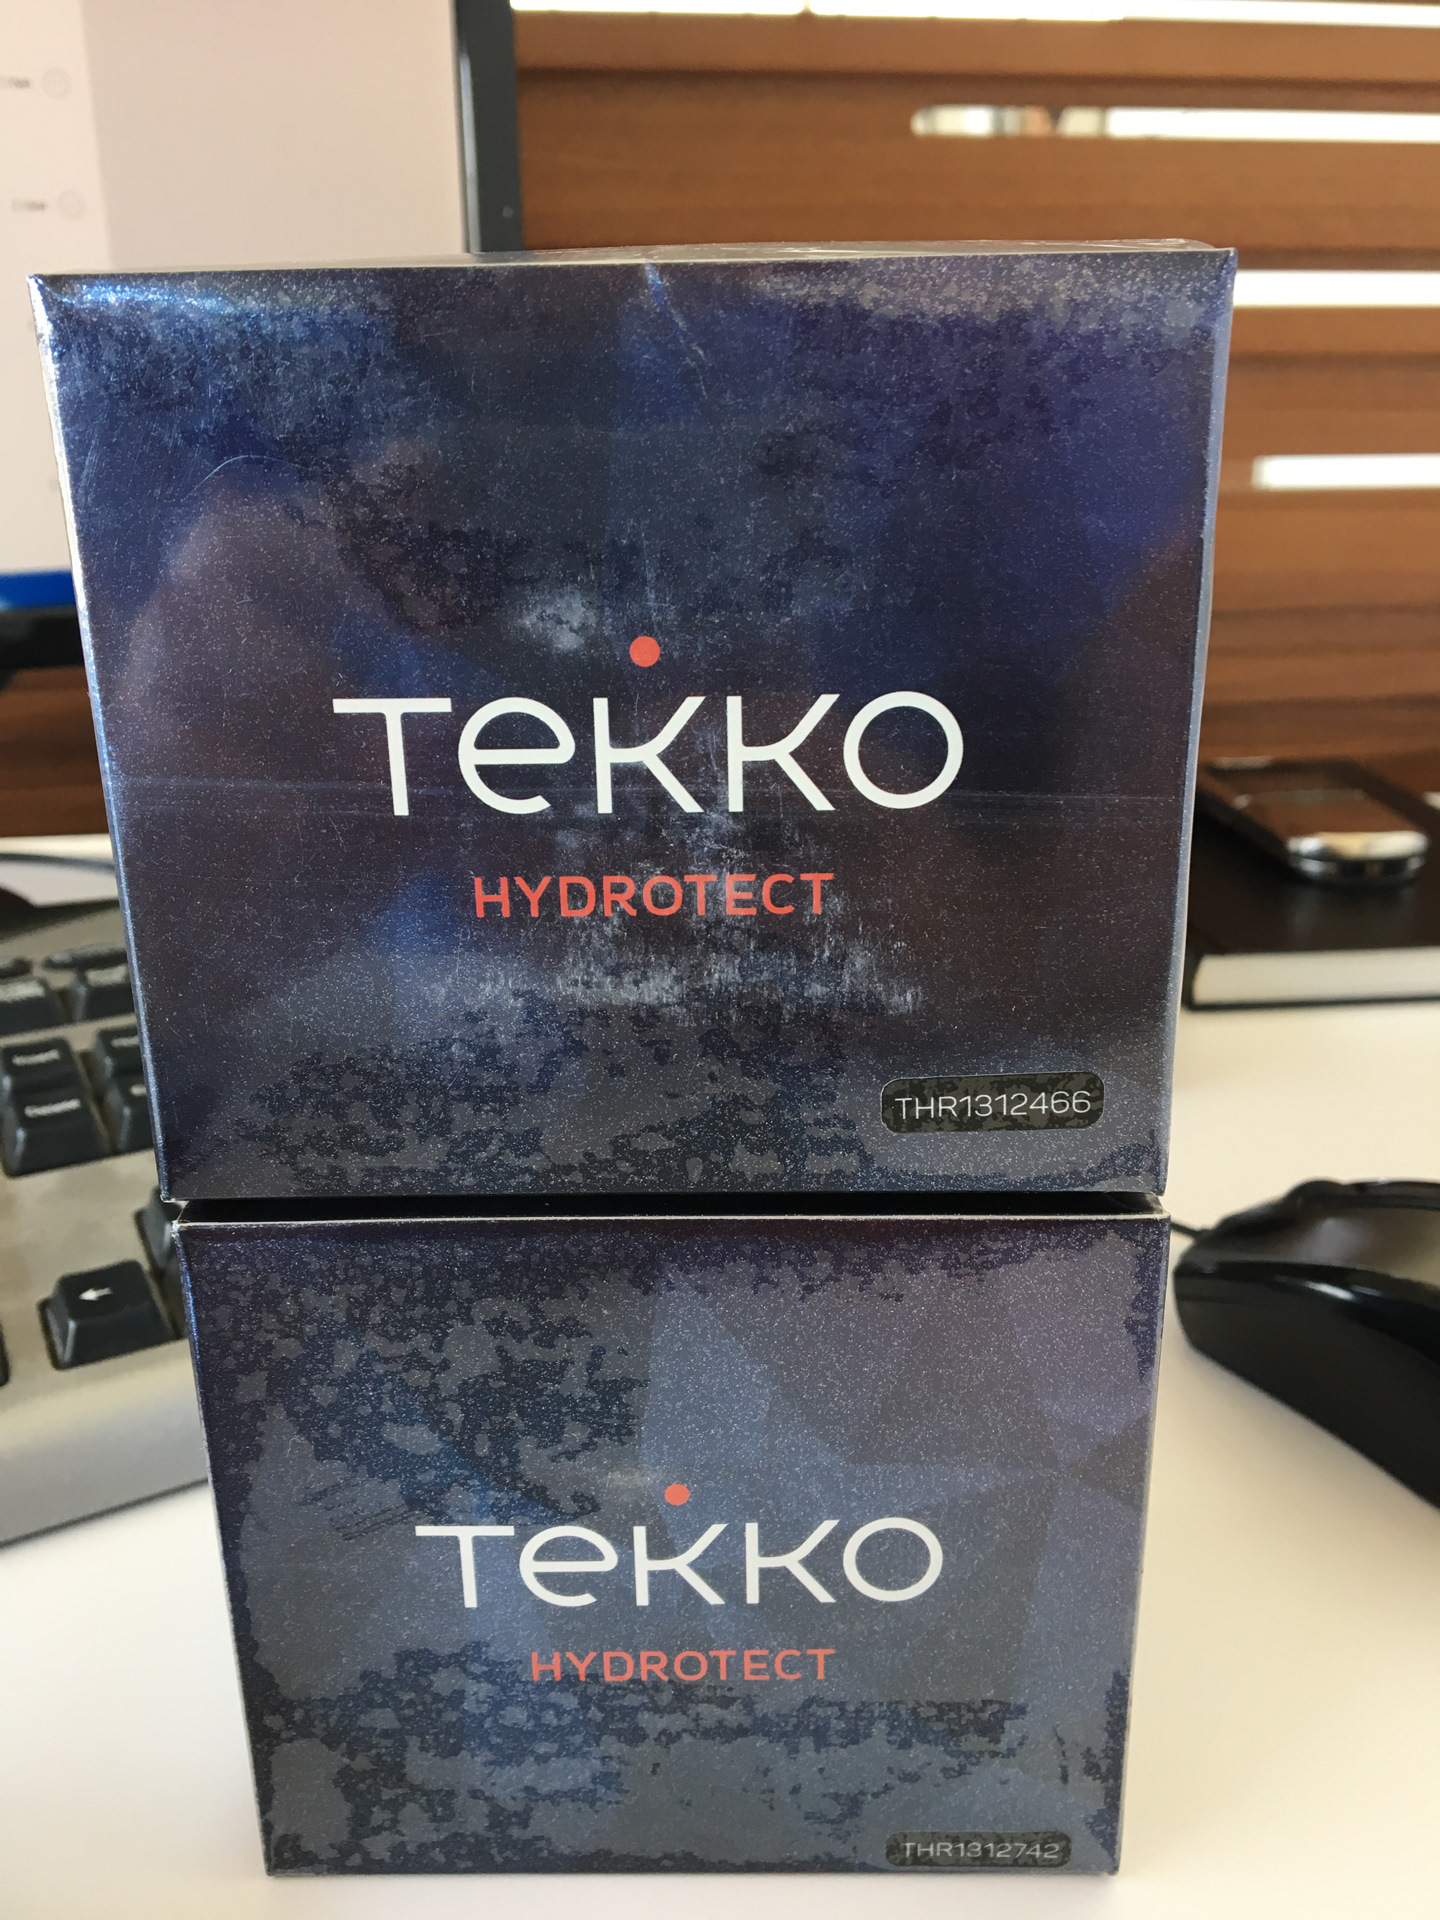 TEKKO
HYDROTECT
THR1312466
TEKKO
HYDROTECT
THR1312742